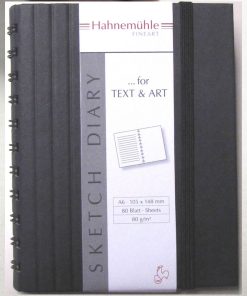 Hahnemühle
FINEART
SKETCH DIARY
... for
TEXT & ART
A6 - 105 x 148 mm
60 Blatt - Sheets
80 g/m²